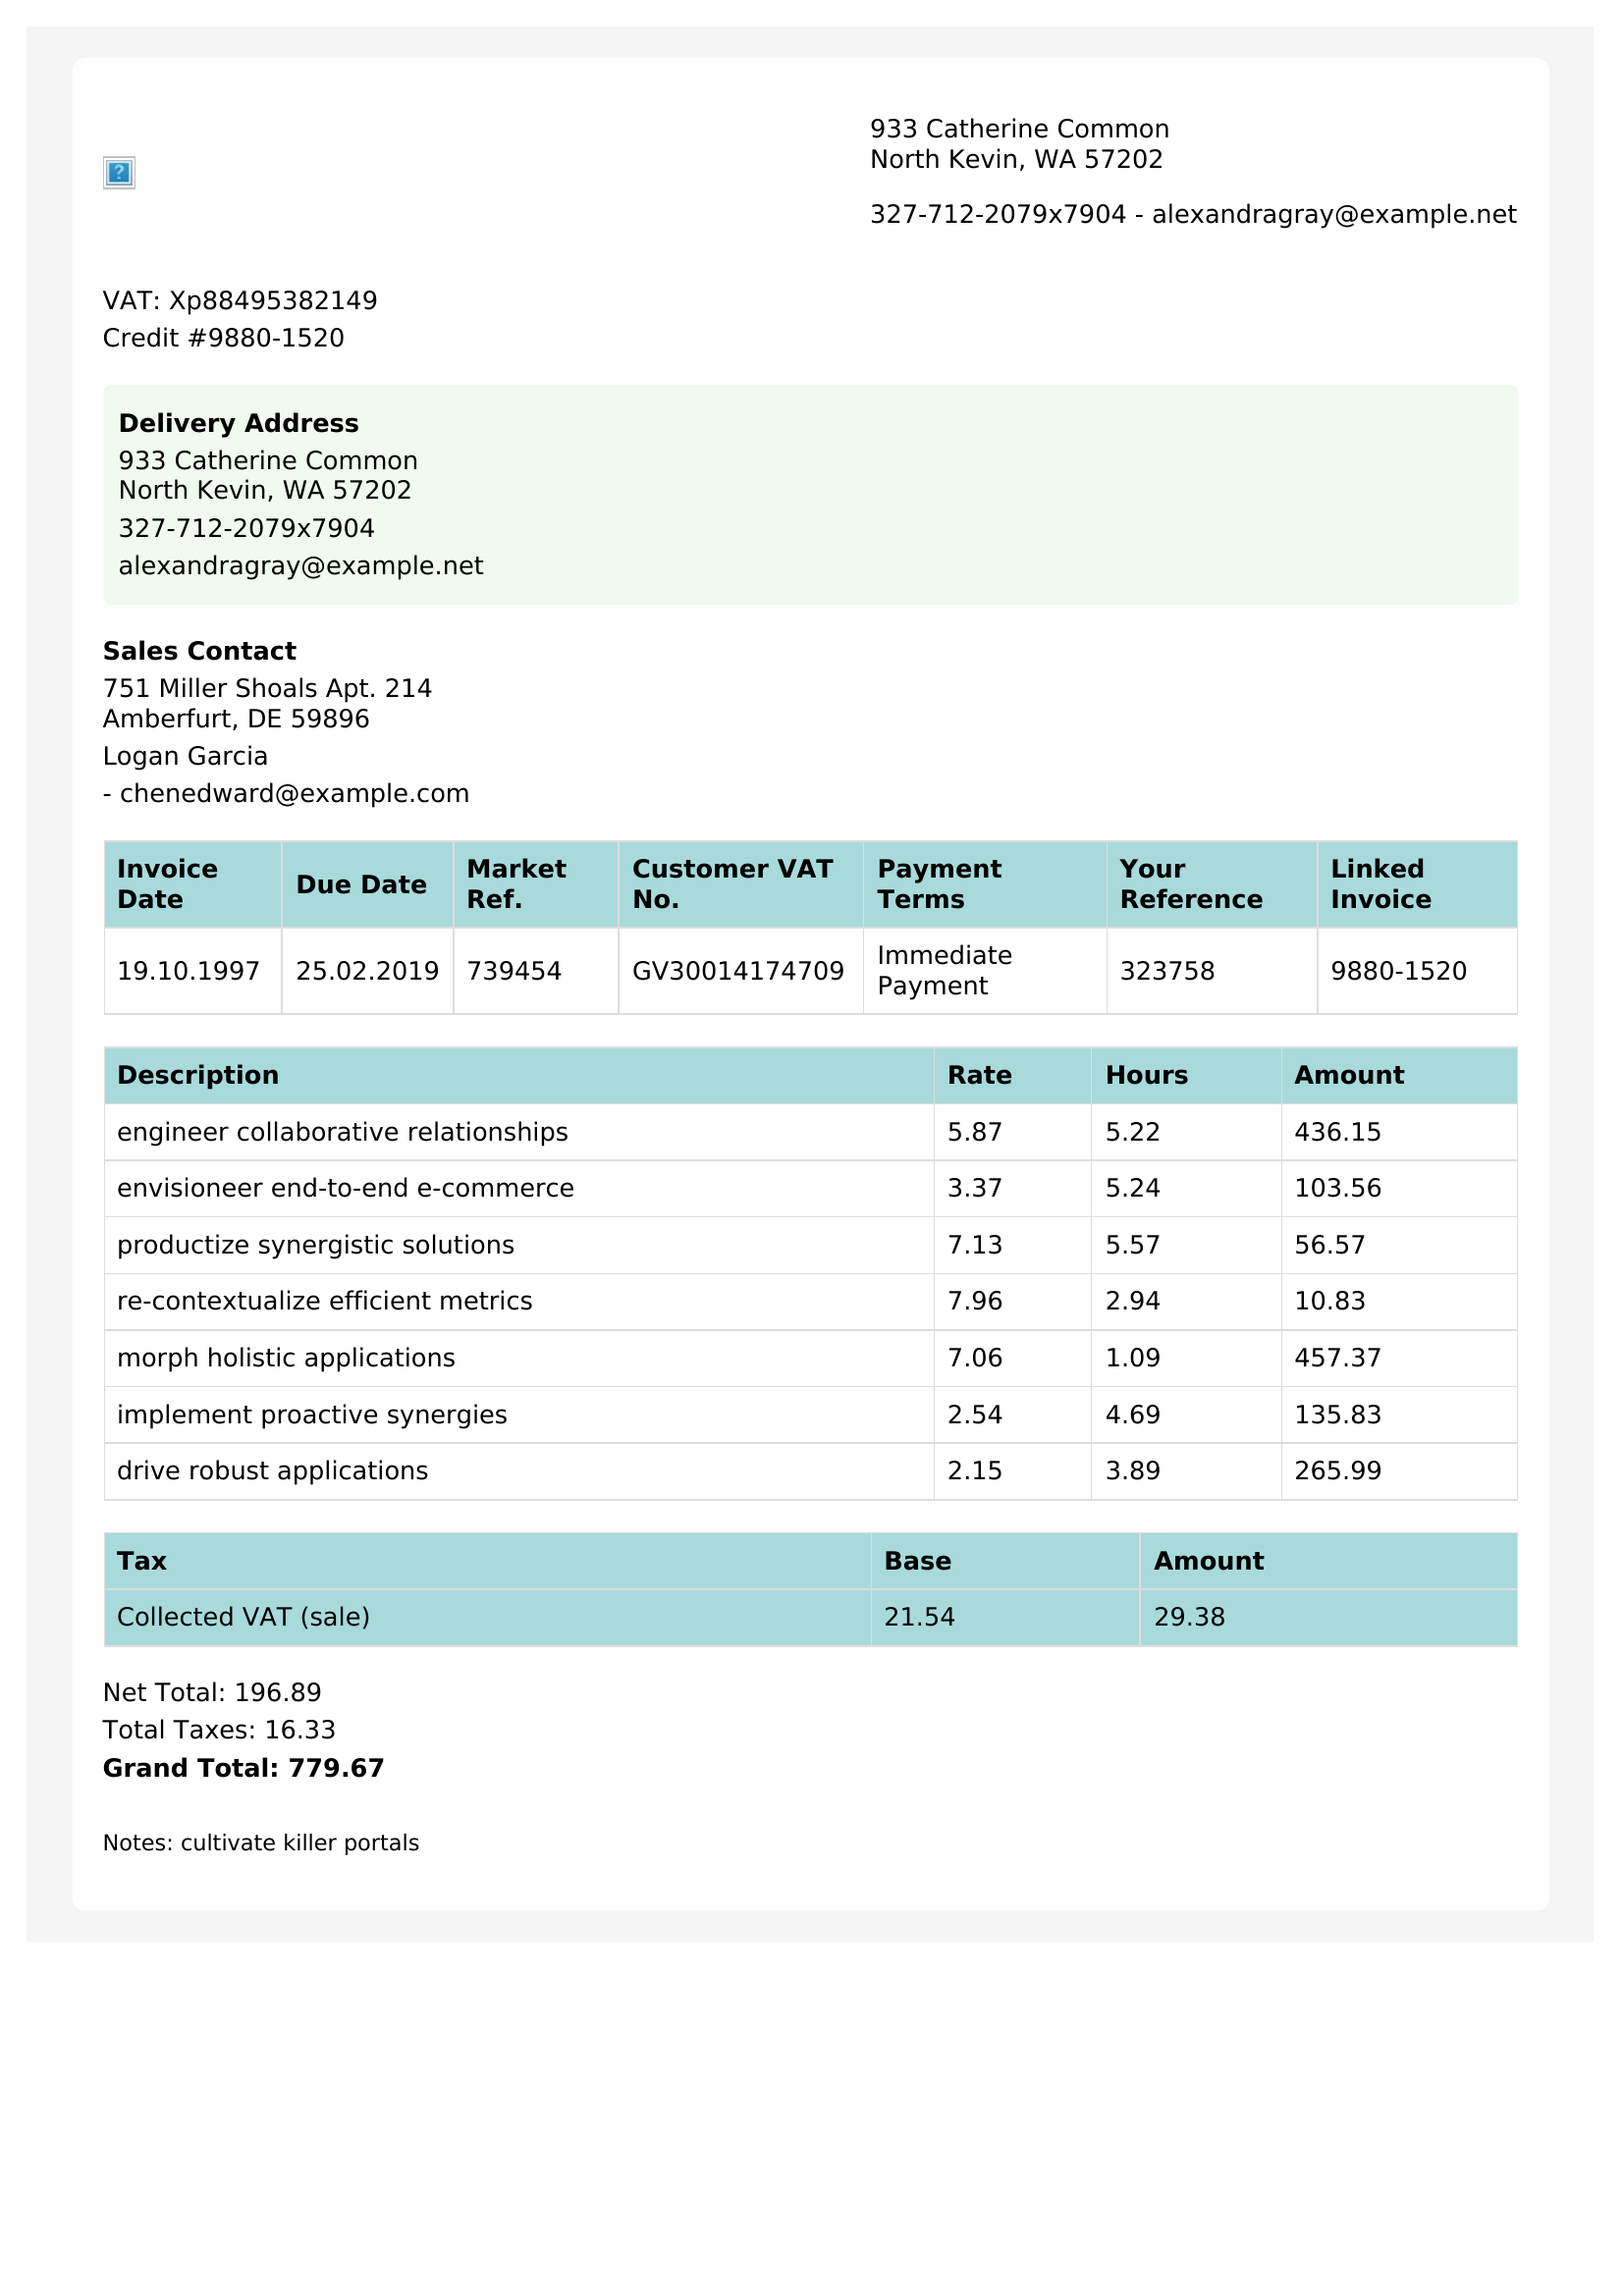 933 Catherine Common
North Kevin, WA 57202
327-712-2079x7904 - alexandragray@example.net
VAT: Xp88495382149
Credit #9880-1520
Delivery Address
933 Catherine Common
North Kevin, WA 57202
327-712-2079x7904
alexandragray@example.net
Sales Contact
751 Miller Shoals Apt. 214
Amberfurt, DE 59896
Logan Garcia
- chenedward@example.com
Invoice Date Due Date Market Ref. Customer VAT No. Payment Terms Your Reference Linked Invoice
19.10.1997 25.02.2019 739454 GV30014174709 Immediate Payment 323758 9880-1520
Description Rate Hours Amount
engineer collaborative relationships 5.87 5.22 436.15
envisioneer end-to-end e-commerce 3.37 5.24 103.56
productize synergistic solutions 7.13 5.57 56.57
re-contextualize efficient metrics 7.96 2.94 10.83
morph holistic applications 7.06 1.09 457.37
implement proactive synergies 2.54 4.69 135.83
drive robust applications 2.15 3.89 265.99
Tax Base Amount
Collected VAT (sale) 21.54 29.38
Net Total: 196.89
Total Taxes: 16.33
Grand Total: 779.67
Notes: cultivate killer portals